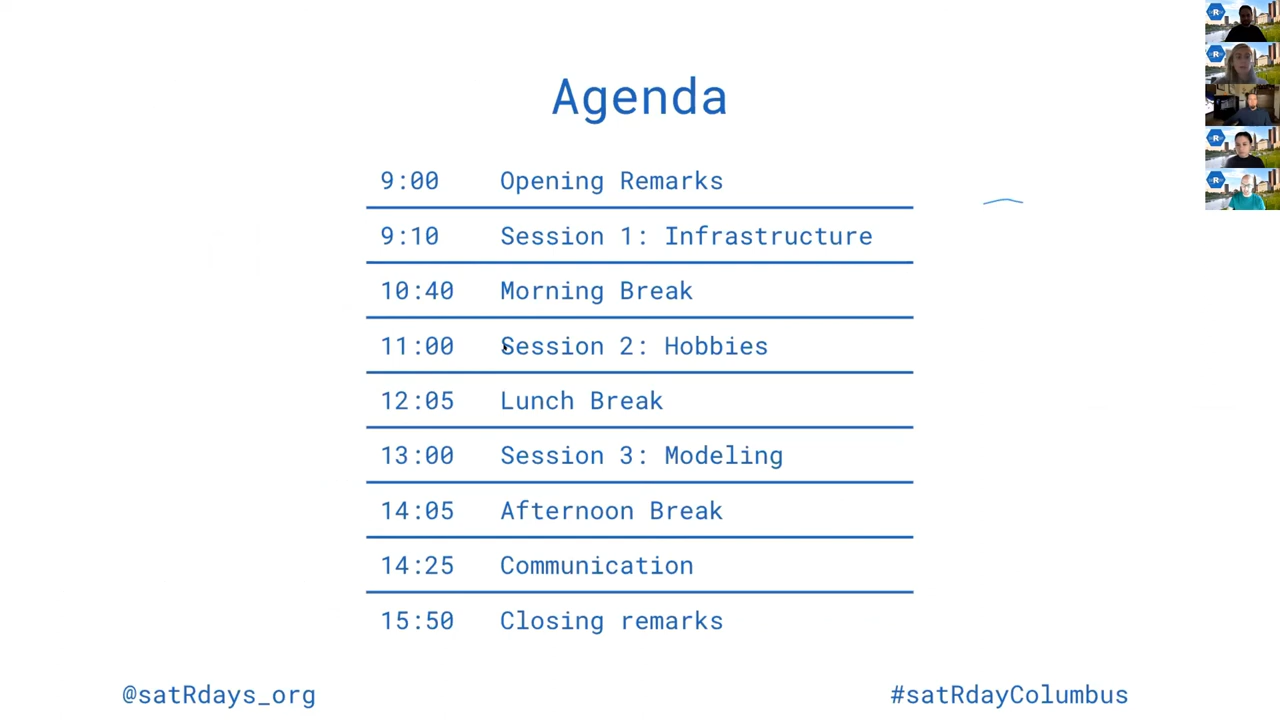 Agenda
9:00 Opening Remarks
9:10 Session 1: Infrastructure
10:40 Morning Break
11:00 Session 2: Hobbies
12:05 Lunch Break
13:00 Session 3: Modeling
14:05 Afternoon Break
14:25 Communication
15:50 Closing remarks
@satRdays_org #satRdayColumbus